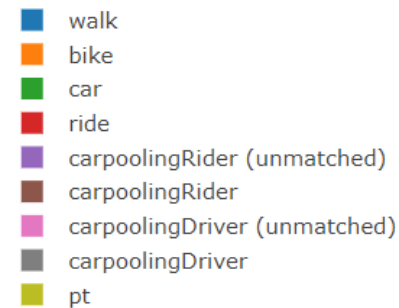 walk
bike
car
ride
carpoolingRider (unmatched)
carpoolingRider
carpoolingDriver (unmatched)
carpoolingDriver
pt